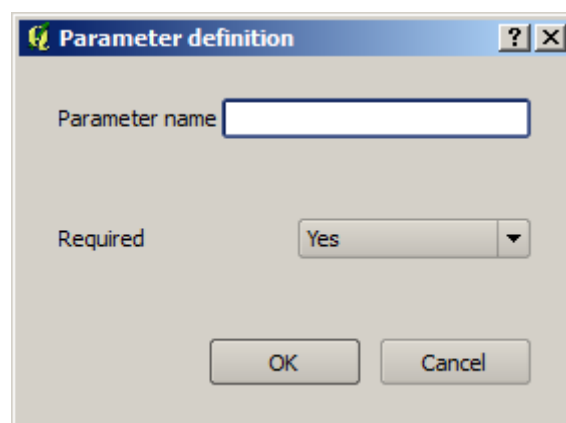 Parameter definition
Parameter name
Required Yes
OK Cancel